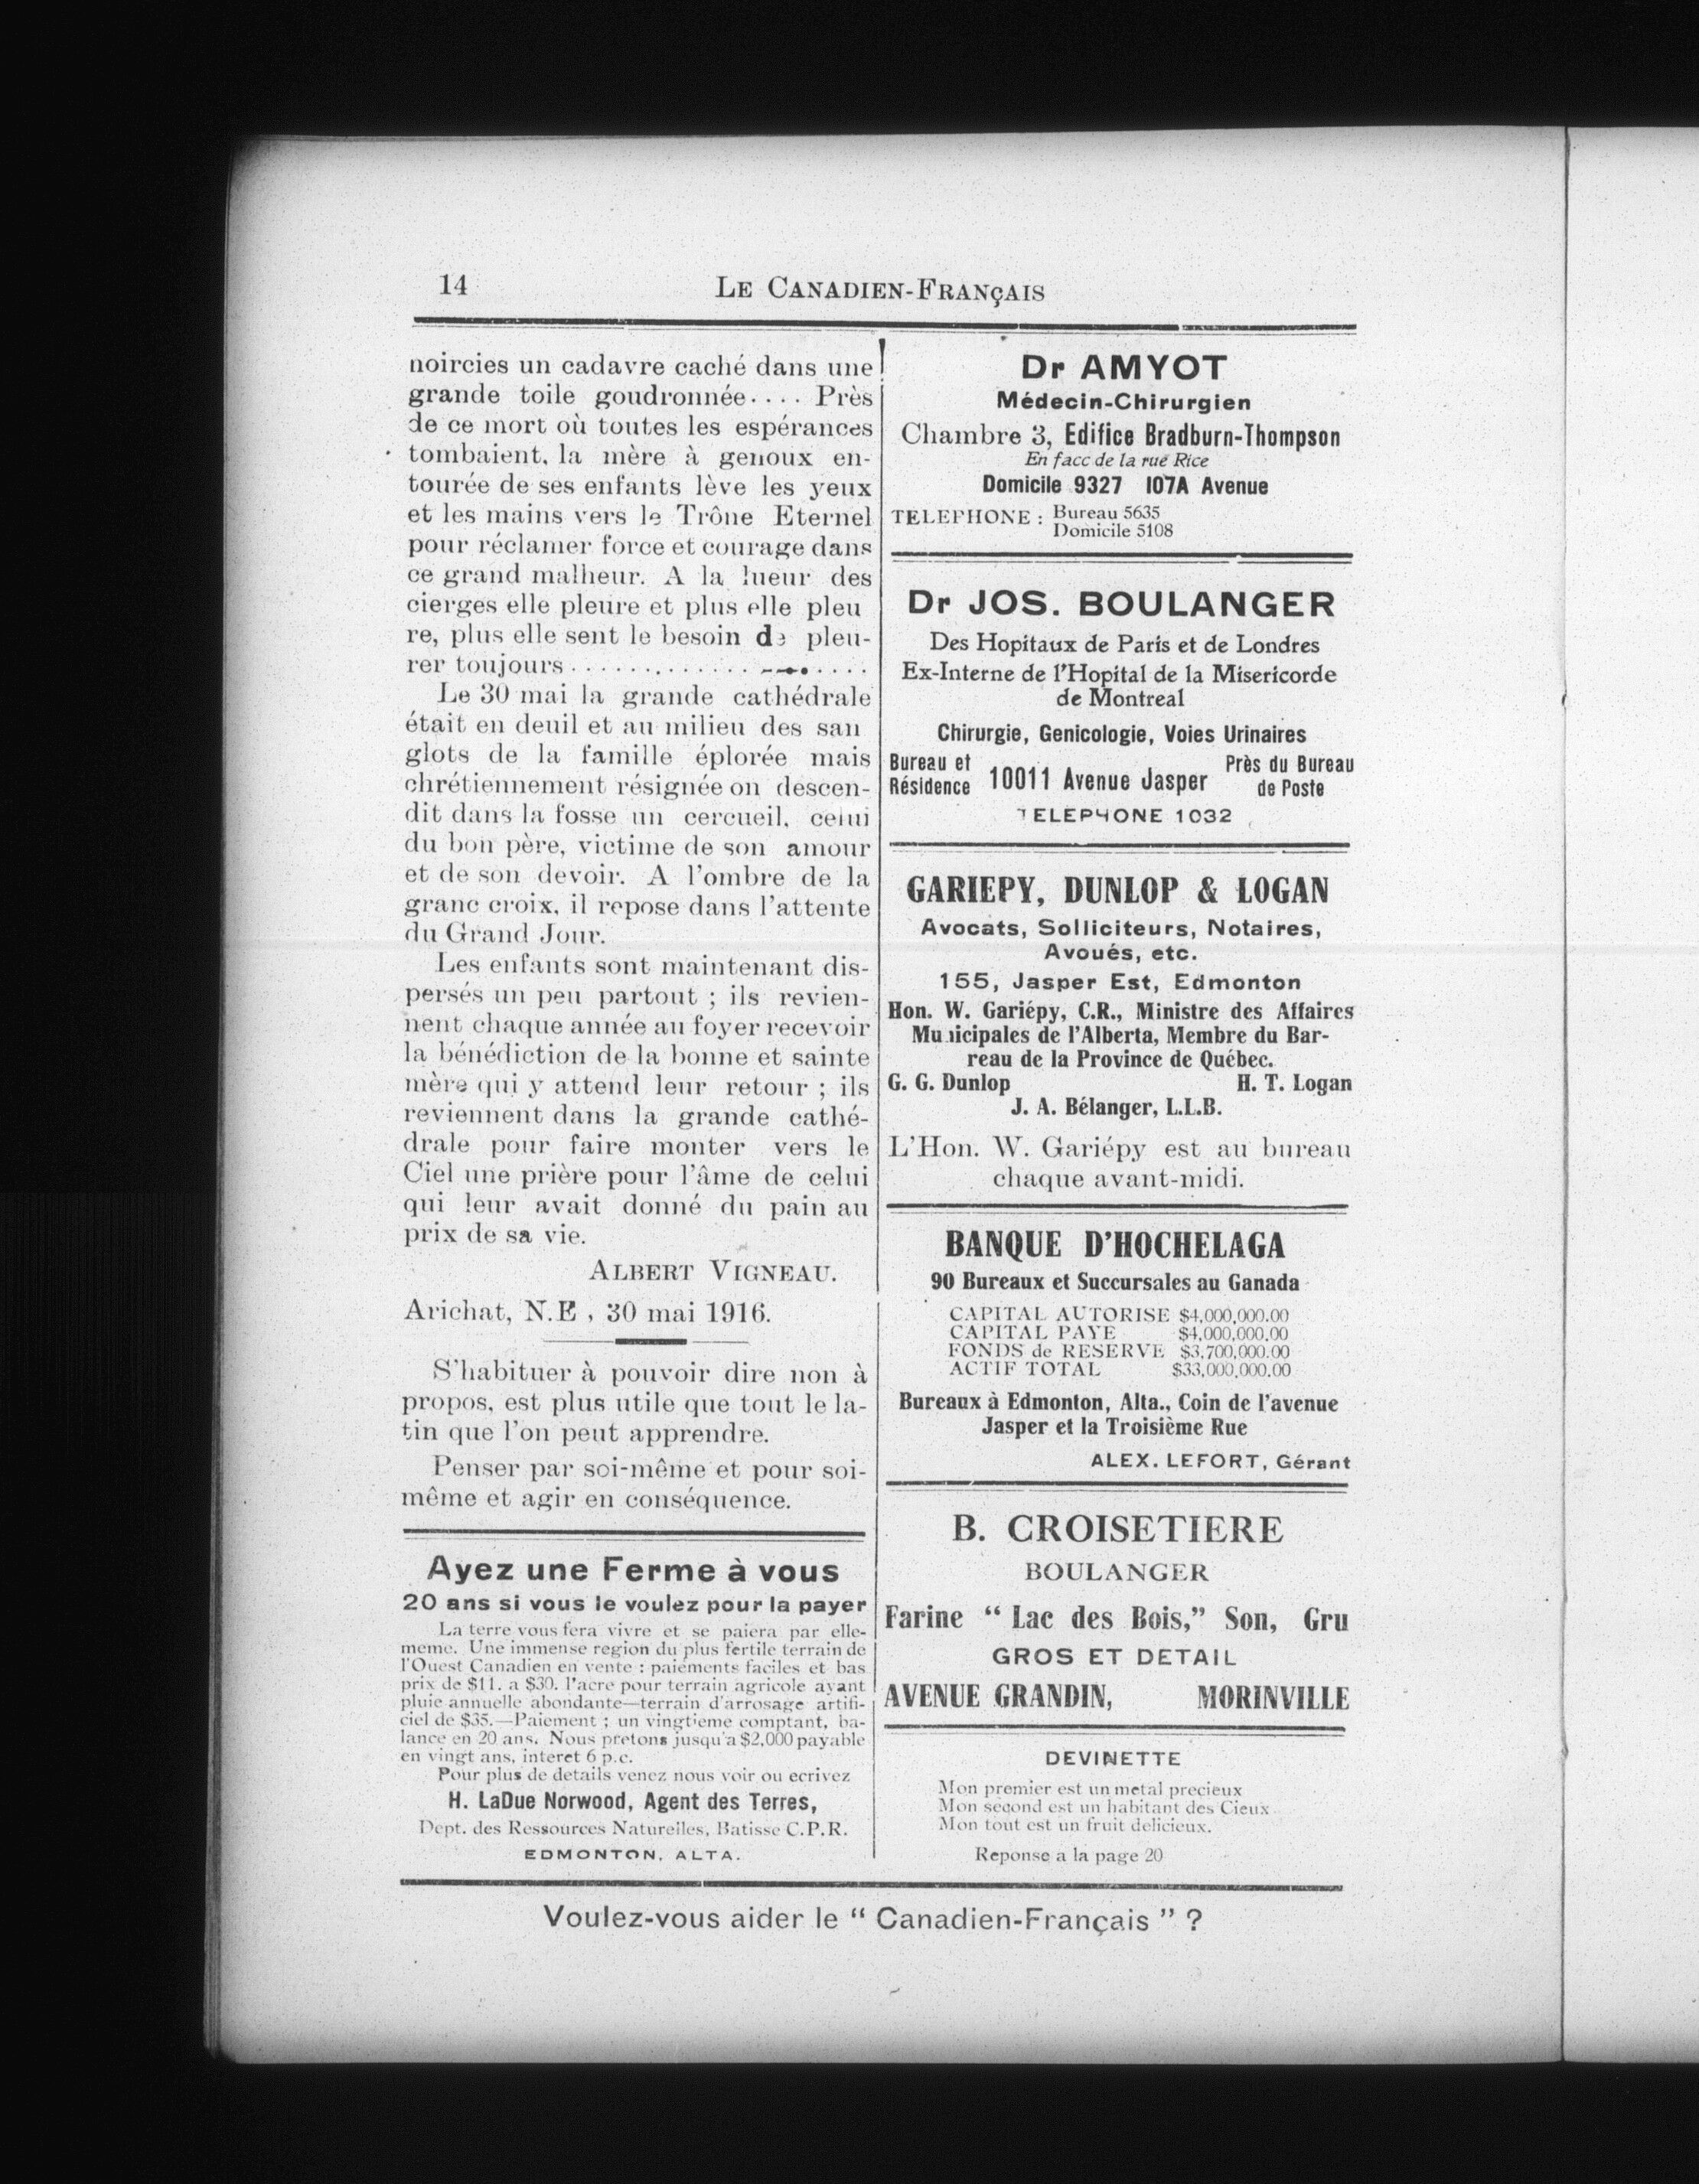 14
LE CANADIEN-FRANÇAIS
noircies un cadavre caché dans une
grande toile goudronnée.... Près
de ce mort où toutes les espérances
tombaient, la mère à genoux en-
tourée de ses enfants lève les yeux
et les mains vers le Trône Eternel
pour réclamer force et courage dans
ce grand malheur. A la lueur des
cierges elle pleure et plus elle pleu
re, plus elle sent le besoin de pleu-
rer toujours....................
Le 30 mai la grande cathédrale
était en deuil et au milieu des san
glots de la famille éplorée mais
chrétiennement résignée on descen-
dit dans la fosse un cercueil, celui
du bon père, victime de son amour
et de son devoir. A l'ombre de la
granc croix, il repose dans l'attente
du Grand Jour.
Les enfants sont maintenant dis-
persés un peu partout ; ils revien-
nent chaque année au foyer recevoir
la bénédiction de la bonne et sainte
mère qui y attend leur retour ; ils
reviennent dans la grande cathé-
drale pour faire monter vers le
Ciel une prière pour l'âme de celui
qui leur avait donné du pain au
prix de sa vie.
ALBERT VIGNEAU.
Arichat, N.E , 30 mai 1916.
S'habituer à pouvoir dire non à
propos, est plus utile que tout le la-
tin que l'on peut apprendre.
Penser par soi-même et pour soi-
même et agir en conséquence.
Ayez une Ferme à vous
20 ans si vous le voulez pour la payer
La terre vous fera vivre et se paiera par elle-
meme. Une immense region du plus fertile terrain de
l'Ouest Canadien en vente : paiements faciles et bas
prix de $11. a $30. l'acre pour terrain agricole ayant
pluie annuelle abondante—terrain d'arrosage artifi-
ciel de $35.—Paiement ; un vingtieme comptant, ba-
lance en 20 ans. Nous pretons jusqu'a $2,000 payable
en vingt ans, interet 6 p.c.
Pour plus de details venez nous voir ou ecrivez
H. LaDue Norwood, Agent des Terres,
Dept. des Ressources Naturelles, Batisse C.P.R.
EDMONTON, ALTA.
Dr AMYOT
Médecin-Chirurgien
Chambre 3, Edifice Bradburn-Thompson
En facc de la rue Rice
Domicile 9327 107A Avenue
TELEPHONE : Bureau 5635
Domicile 5108
Dr JOS. BOULANGER
Des Hopitaux de Paris et de Londres
Ex-Interne de l'Hopital de la Misericorde
de Montreal
Chirurgie, Genicologie, Voies Urinaires
Bureau et Résidence 10011 Avenue Jasper Près du Bureau de Poste
TELEPHONE 1032
GARIEPY, DUNLOP & LOGAN
Avocats, Solliciteurs, Notaires,
Avoués, etc.
155, Jasper Est, Edmonton
Hon. W. Gariépy, C.R., Ministre des Affaires
Municipales de l'Alberta, Membre du Bar-
reau de la Province de Québec.
G. G. Dunlop H. T. Logan
J. A. Bélanger, L.L.B.
L'Hon. W. Gariépy est au bureau
chaque avant-midi.
BANQUE D'HOCHELAGA
90 Bureaux et Succursales au Ganada
CAPITAL AUTORISE $4,000,000.00
CAPITAL PAYE $4,000,000.00
FONDS de RESERVE $3,700,000.00
ACTIF TOTAL $33,000,000.00
Bureaux à Edmonton, Alta., Coin de l'avenue
Jasper et la Troisième Rue
ALEX. LEFORT, Gérant
B. CROISETIERE
BOULANGER
Farine " Lac des Bois," Son, Gru
GROS ET DETAIL
AVENUE GRANDIN, MORINVILLE
DEVINETTE
Mon premier est un metal precieux
Mon second est un habitant des Cieux
Mon tout est un fruit delicieux.
Reponse a la page 20
Voulez-vous aider le " Canadien-Français " ?